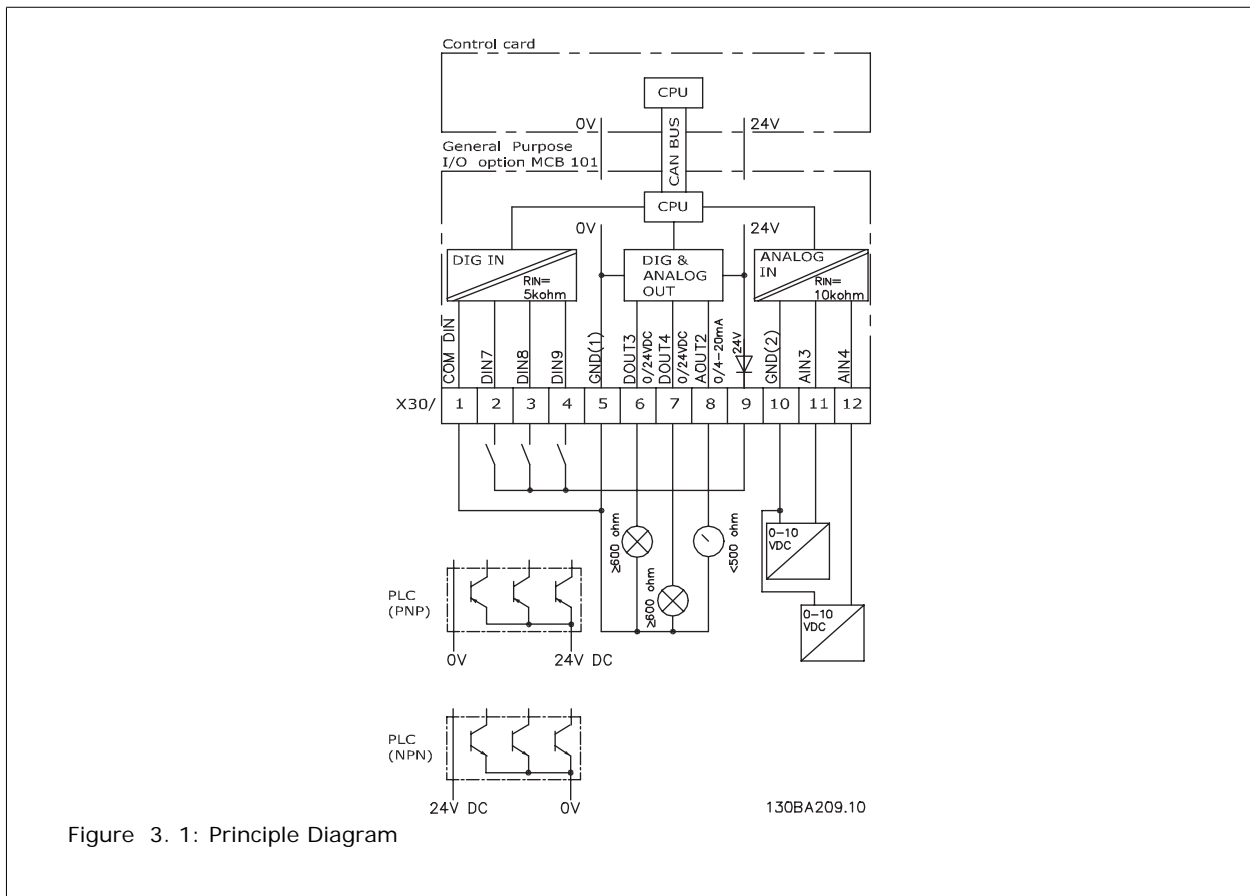 Control card
CPU
0V
24V
CAN BUS
General Purpose
I/O option MCB 101
CPU
0V
24V
DIG IN
RIN=
5kohm
DIG &
ANALOG
OUT
ANALOG
IN
RIN=
10kohm
COM DIN
DIN7
DIN8
DIN9
GND(1)
DOUT3
0/24VDC
DOUT4
0/24VDC
AOUT2
0/4-20mA
24V
GND(2)
AIN3
AIN4
X30/ 1 2 3 4 5 6 7 8 9 10 11 12
≥600 ohm
≥600 ohm
<500 ohm
0-10
VDC
0-10
VDC
PLC
(PNP)
0V
24V DC
PLC
(NPN)
24V DC
0V
130BA209.10
Figure 3. 1: Principle Diagram